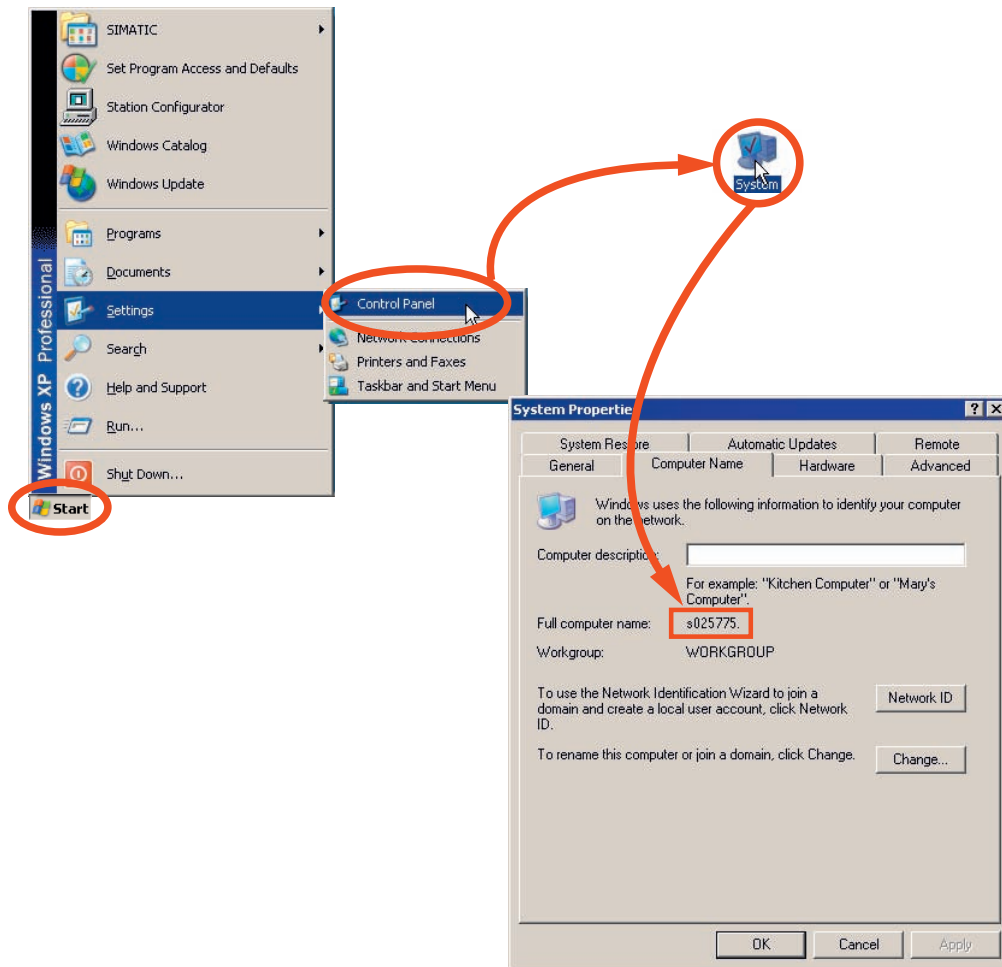 SIMATIC
Set Program Access and Defaults
Station Configurator
Windows Catalog
Windows Update
Programs
Documents
Settings
Search
Help and Support
Run...
Shut Down...
Windows XP Professional
Start
Control Panel
Network Connections
Printers and Faxes
Taskbar and Start Menu
System
System Properties
System Restore
Automatic Updates
Remote
General
Computer Name
Hardware
Advanced
Windows uses the following information to identify your computer
on the network.
Computer description:
For example: "Kitchen Computer" or "Mary's
Computer".
Full computer name:
s025775.
Workgroup:
WORKGROUP
To use the Network Identification Wizard to join a
domain and create a local user account, click Network
ID.
Network ID
To rename this computer or join a domain, click Change.
Change...
OK
Cancel
Apply